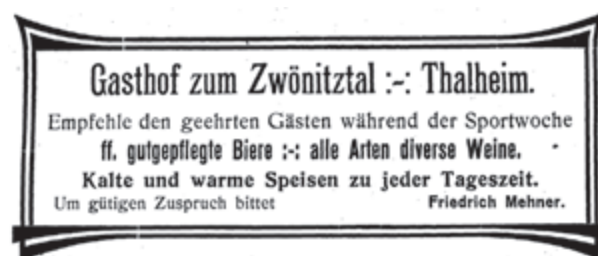 Gasthof zum Zwönitztal :-: Thalheim.
Empfehle den geehrten Gästen während der Sportwoche
ff. gutgepflegte Biere :-: alle Arten diverse Weine.
Kalte und warme Speisen zu jeder Tageszeit.
Um gütigen Zuspruch bittet Friedrich Mehner.